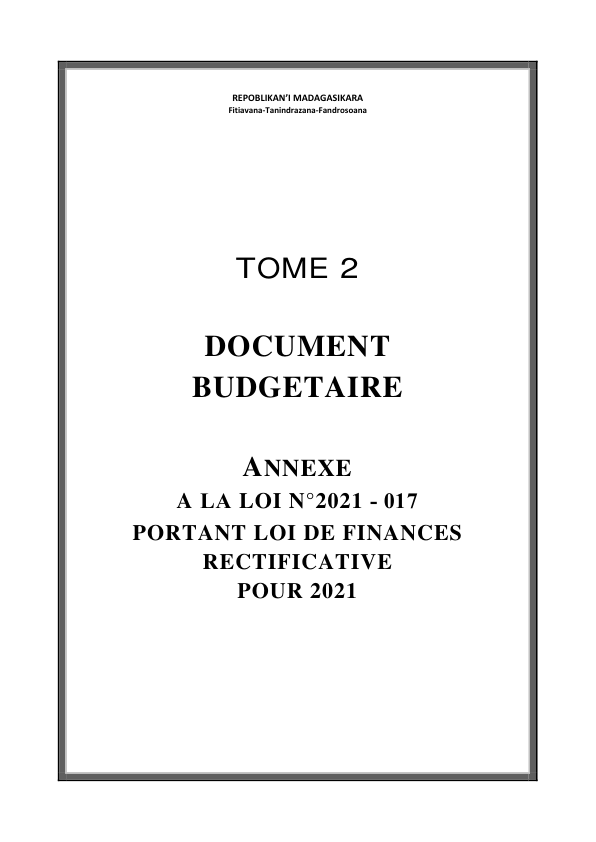 REPOBLIKAN'I MADAGASIKARA
Fitiavana-Tanindrazana-Fandrosoana
TOME 2
DOCUMENT
BUDGETAIRE
ANNEXE
A LA LOI N°2021 - 017
PORTANT LOI DE FINANCES
RECTIFICATIVE
POUR 2021